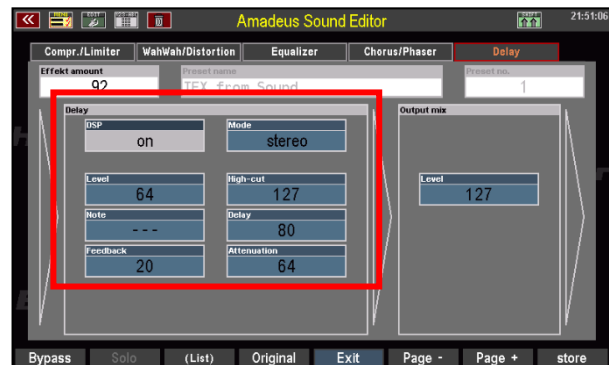 Amadeus Sound Editor
21:51:06
Compr./Limiter WahWah/Distortion Equalizer Chorus/Phaser Delay
Effekt amount Preset name Preset no.
92 TEX from Sound 1
Delay Output mix
DSP Mode
on stereo
Level High-cut Level
64 127 127
Note Delay
--- 80
Feedback Attenuation
20 64
Bypass Solo (List) Original Exit Page - Page + store